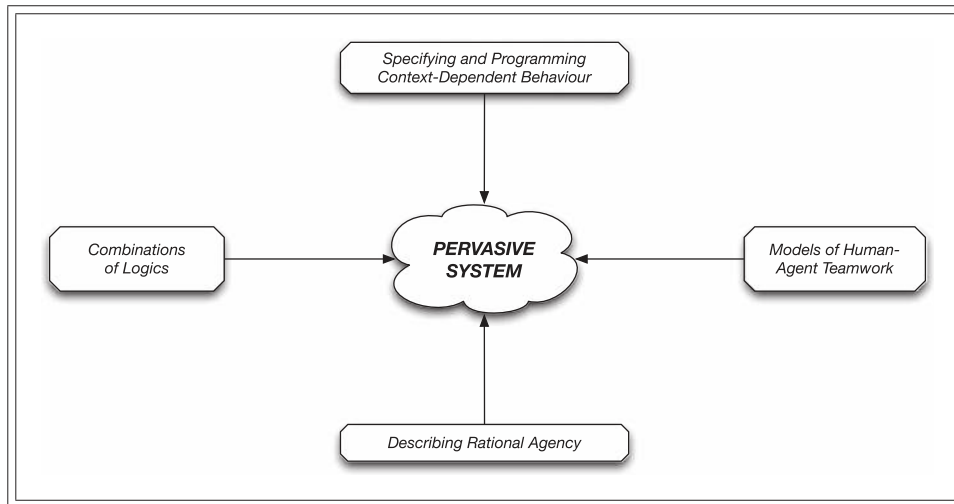 Specifying and Programming
Context-Dependent Behaviour
Combinations
of Logics
PERVASIVE
SYSTEM
Models of Human-
Agent Teamwork
Describing Rational Agency